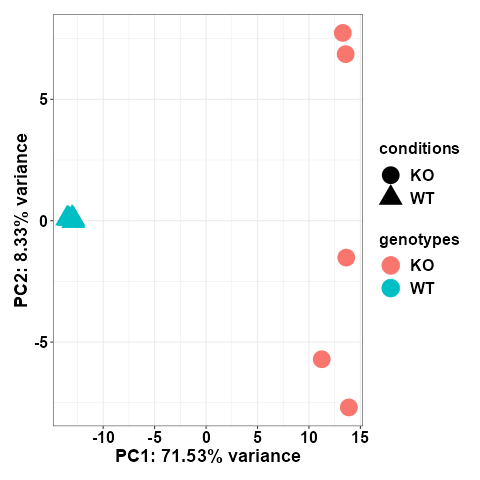 PC2: 8.33% variance
5
0
-5
-10
-5
0
5
10
15
PC1: 71.53% variance
conditions
KO
WT
genotypes
KO
WT